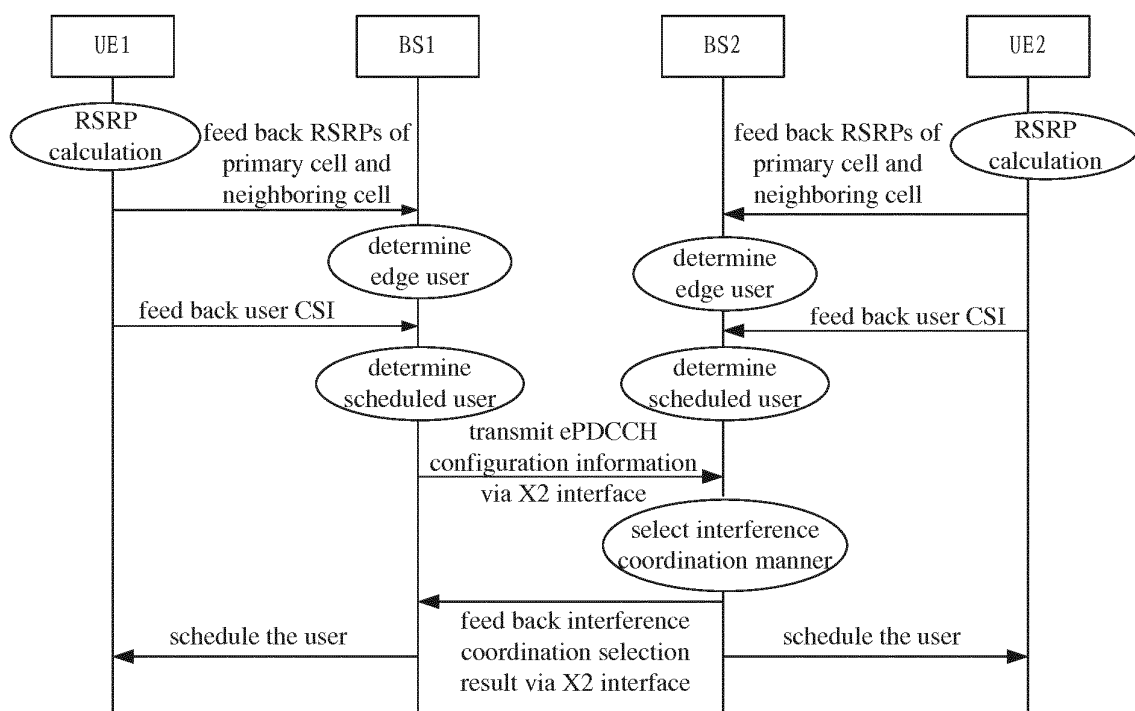 UE1
BS1
BS2
UE2
RSRP
calculation
feed back RSRPs of
primary cell and
neighboring cell
feed back RSRPs of
primary cell and
neighboring cell
RSRP
calculation
determine
edge user
determine
edge user
feed back user CSI
feed back user CSI
determine
scheduled user
determine
scheduled user
transmit ePDCCH
configuration information
via X2 interface
select interference
coordination manner
feed back interference
coordination selection
result via X2 interface
schedule the user
schedule the user